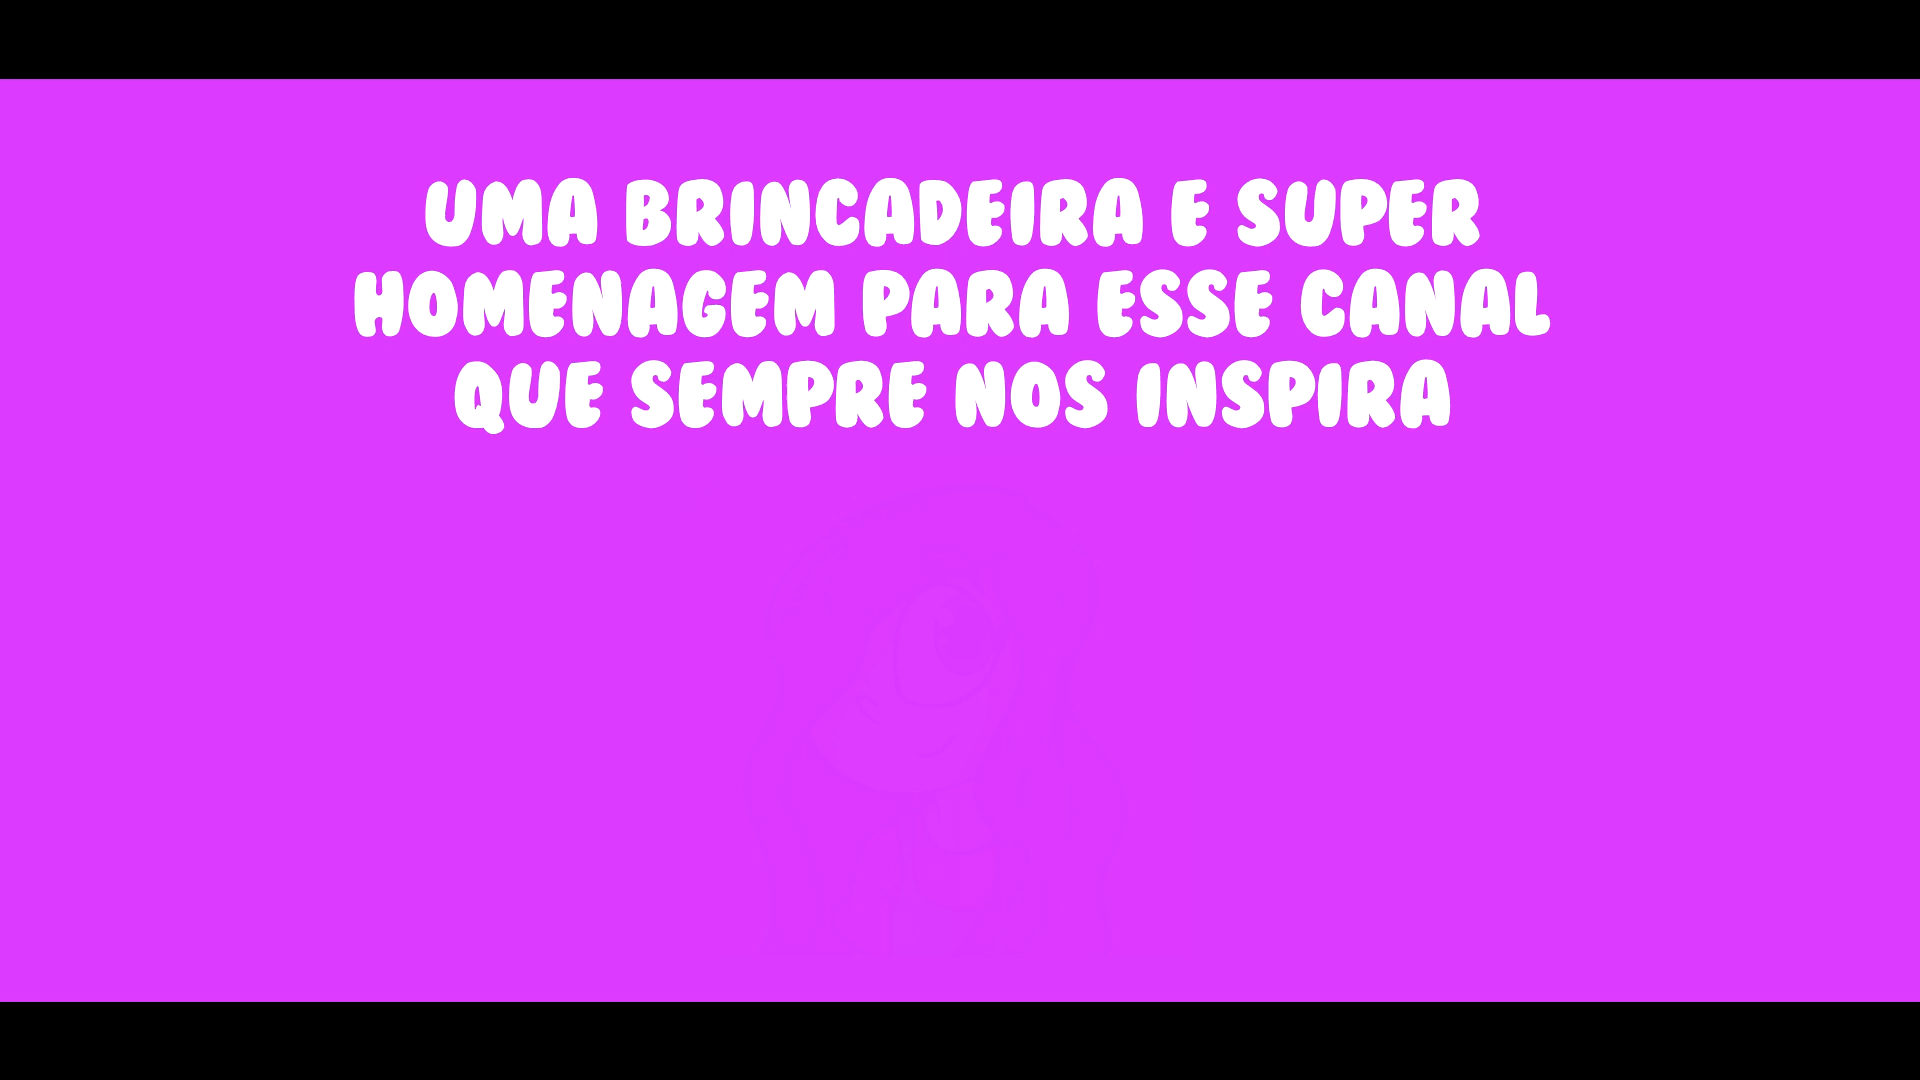 UMA BRINCADEIRA E SUPER
HOMENAGEM PARA ESSE CANAL
QUE SEMPRE NOS INSPIRA